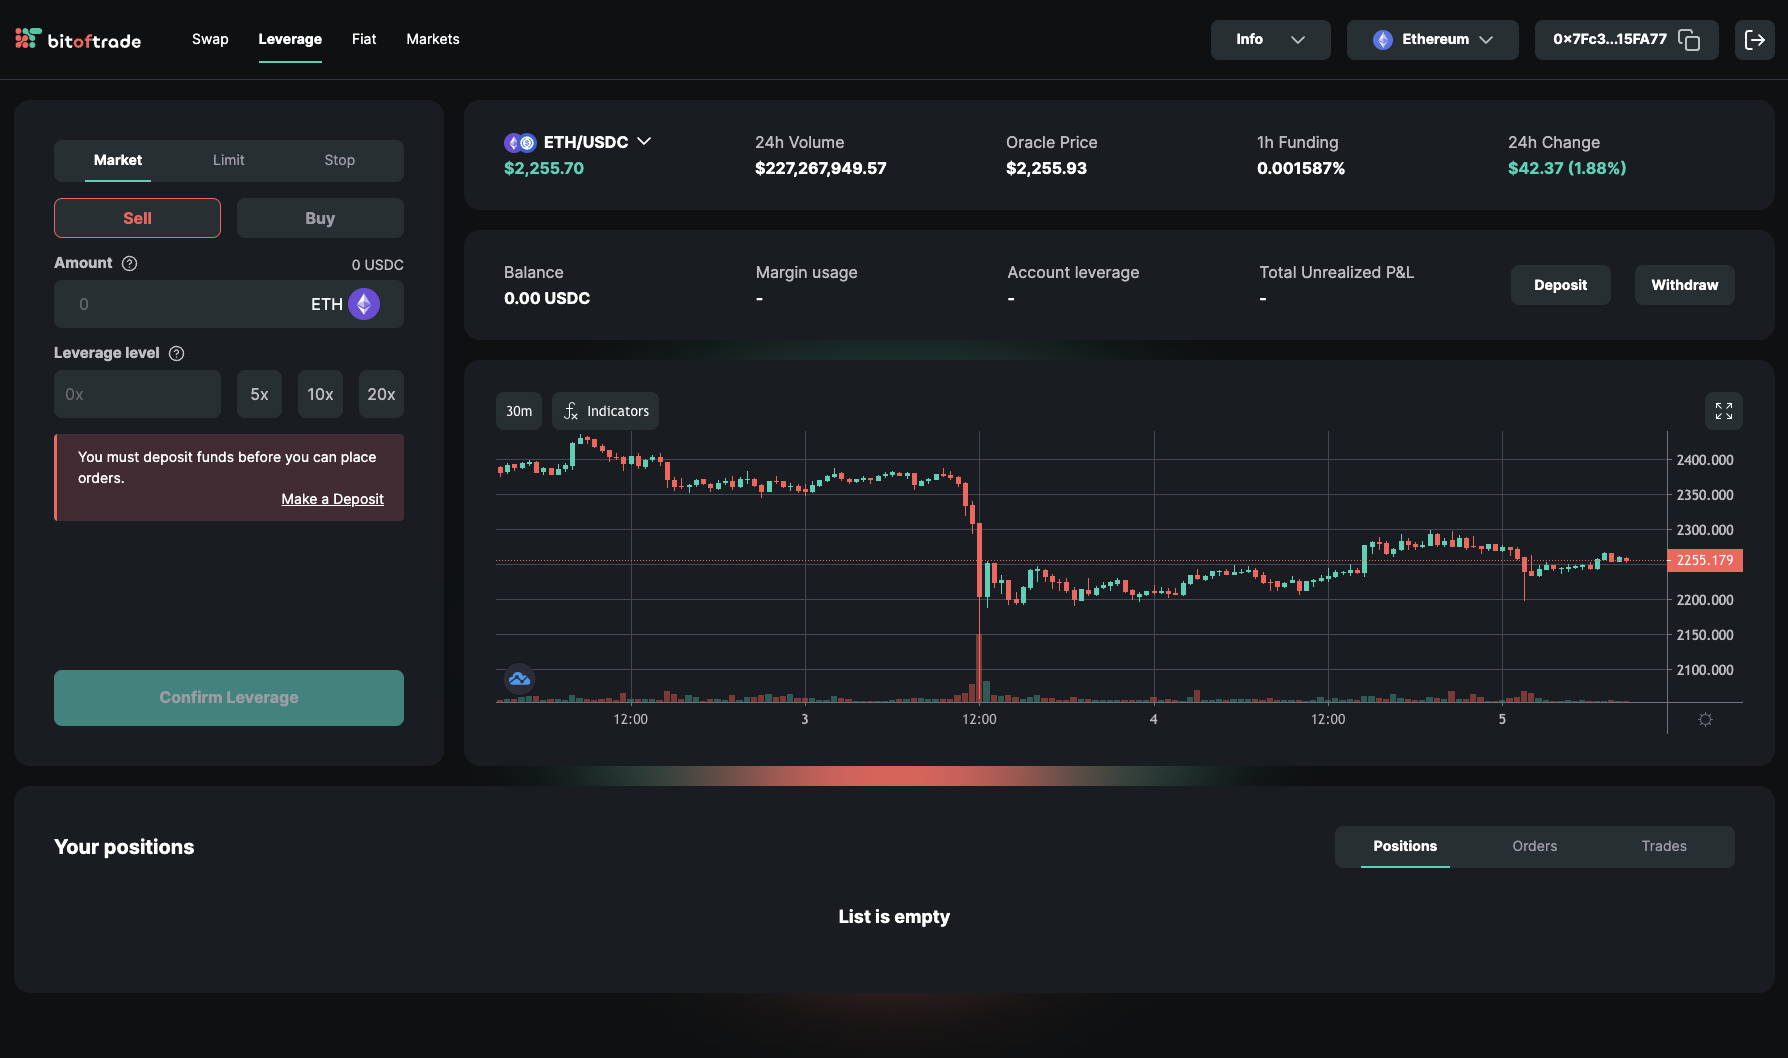 bitoftrade
Swap
Leverage
Fiat
Markets
Info
Ethereum
0×7Fc3...15FA77
Market
Limit
Stop
Sell
Buy
Amount ?
0 USDC
0
ETH
Leverage level ?
0x
5x
10x
20x
You must deposit funds before you can place
orders.
Make a Deposit
Confirm Leverage
ETH/USDC
$2,255.70
24h Volume
$227,267,949.57
Oracle Price
$2,255.93
1h Funding
0.001587%
24h Change
$42.37 (1.88%)
Balance
0.00 USDC
Margin usage
-
Account leverage
-
Total Unrealized P&L
-
Deposit
Withdraw
30m
fx Indicators
2400.000
2350.000
2300.000
2255.179
2200.000
2150.000
2100.000
12:00
3
12:00
4
12:00
5
Your positions
Positions
Orders
Trades
List is empty